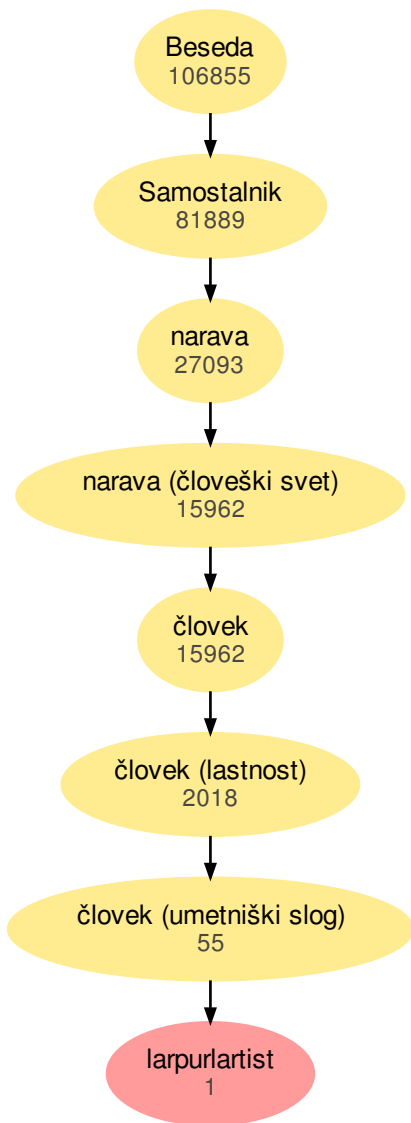 Beseda
106855
Samostalnik
81889
narava
27093
narava (človeški svet)
15962
človek
15962
človek (lastnost)
2018
človek (umetniški slog)
55
larpurlartist
1